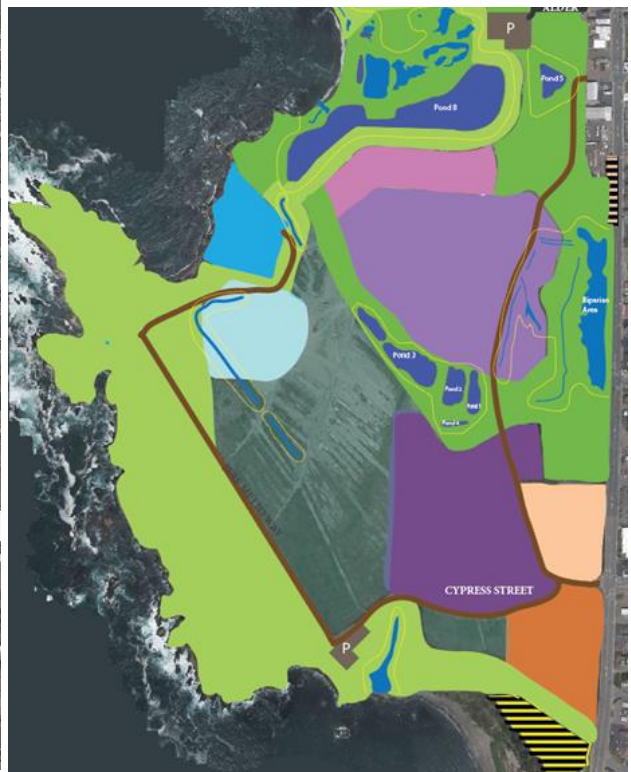 ALDER
P
Pond 5
Pond 8
Riparian
Area
Pond 3
Pond 2
Pond 1
Pond 4
CYPRESS STREET
P